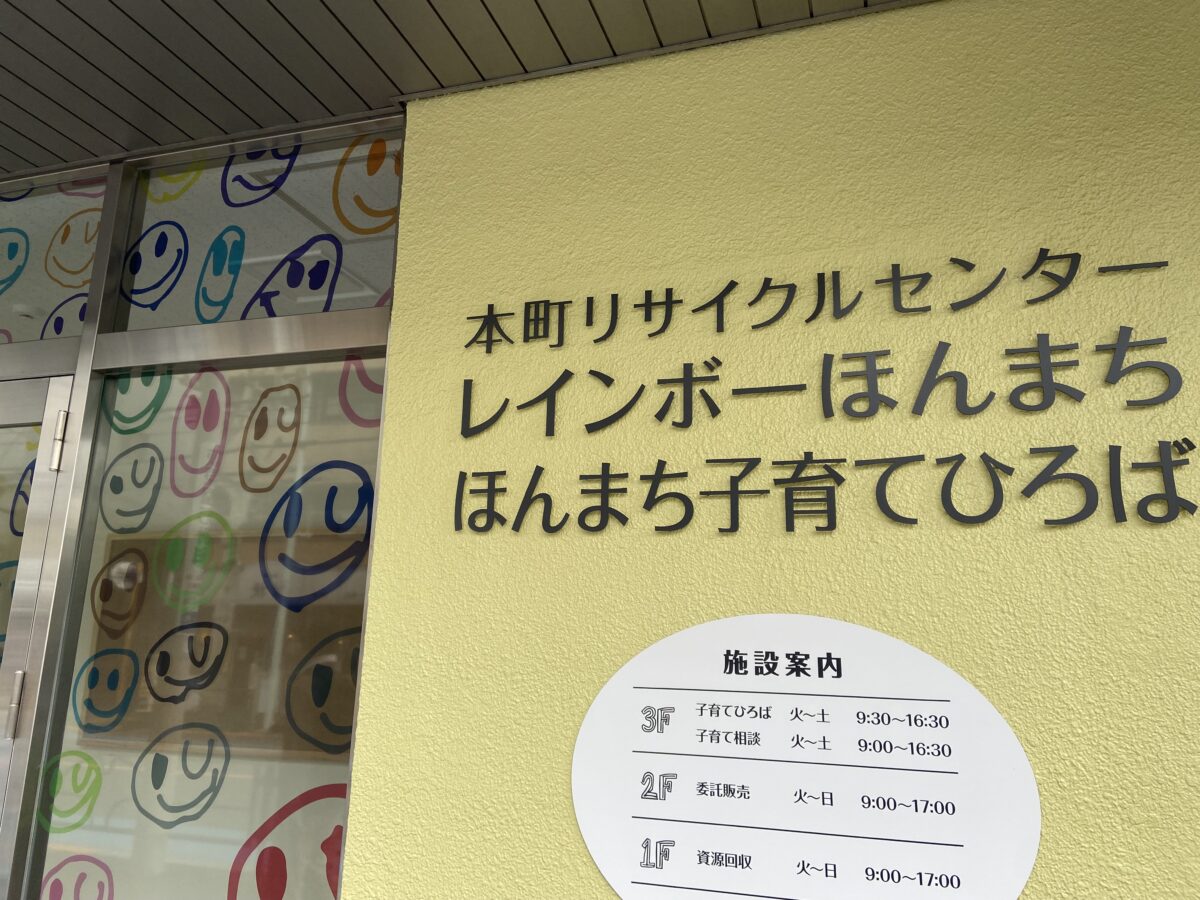 本町リサイクルセンター
レインボーほんまち
ほんまち子育てひろば
施設案内
3F 子育てひろば 火〜土 9:30〜16:30
子育て相談 火〜土 9:00〜16:30
2F 委託販売 火〜日 9:00〜17:00
1F 資源回収 火〜日 9:00〜17:00